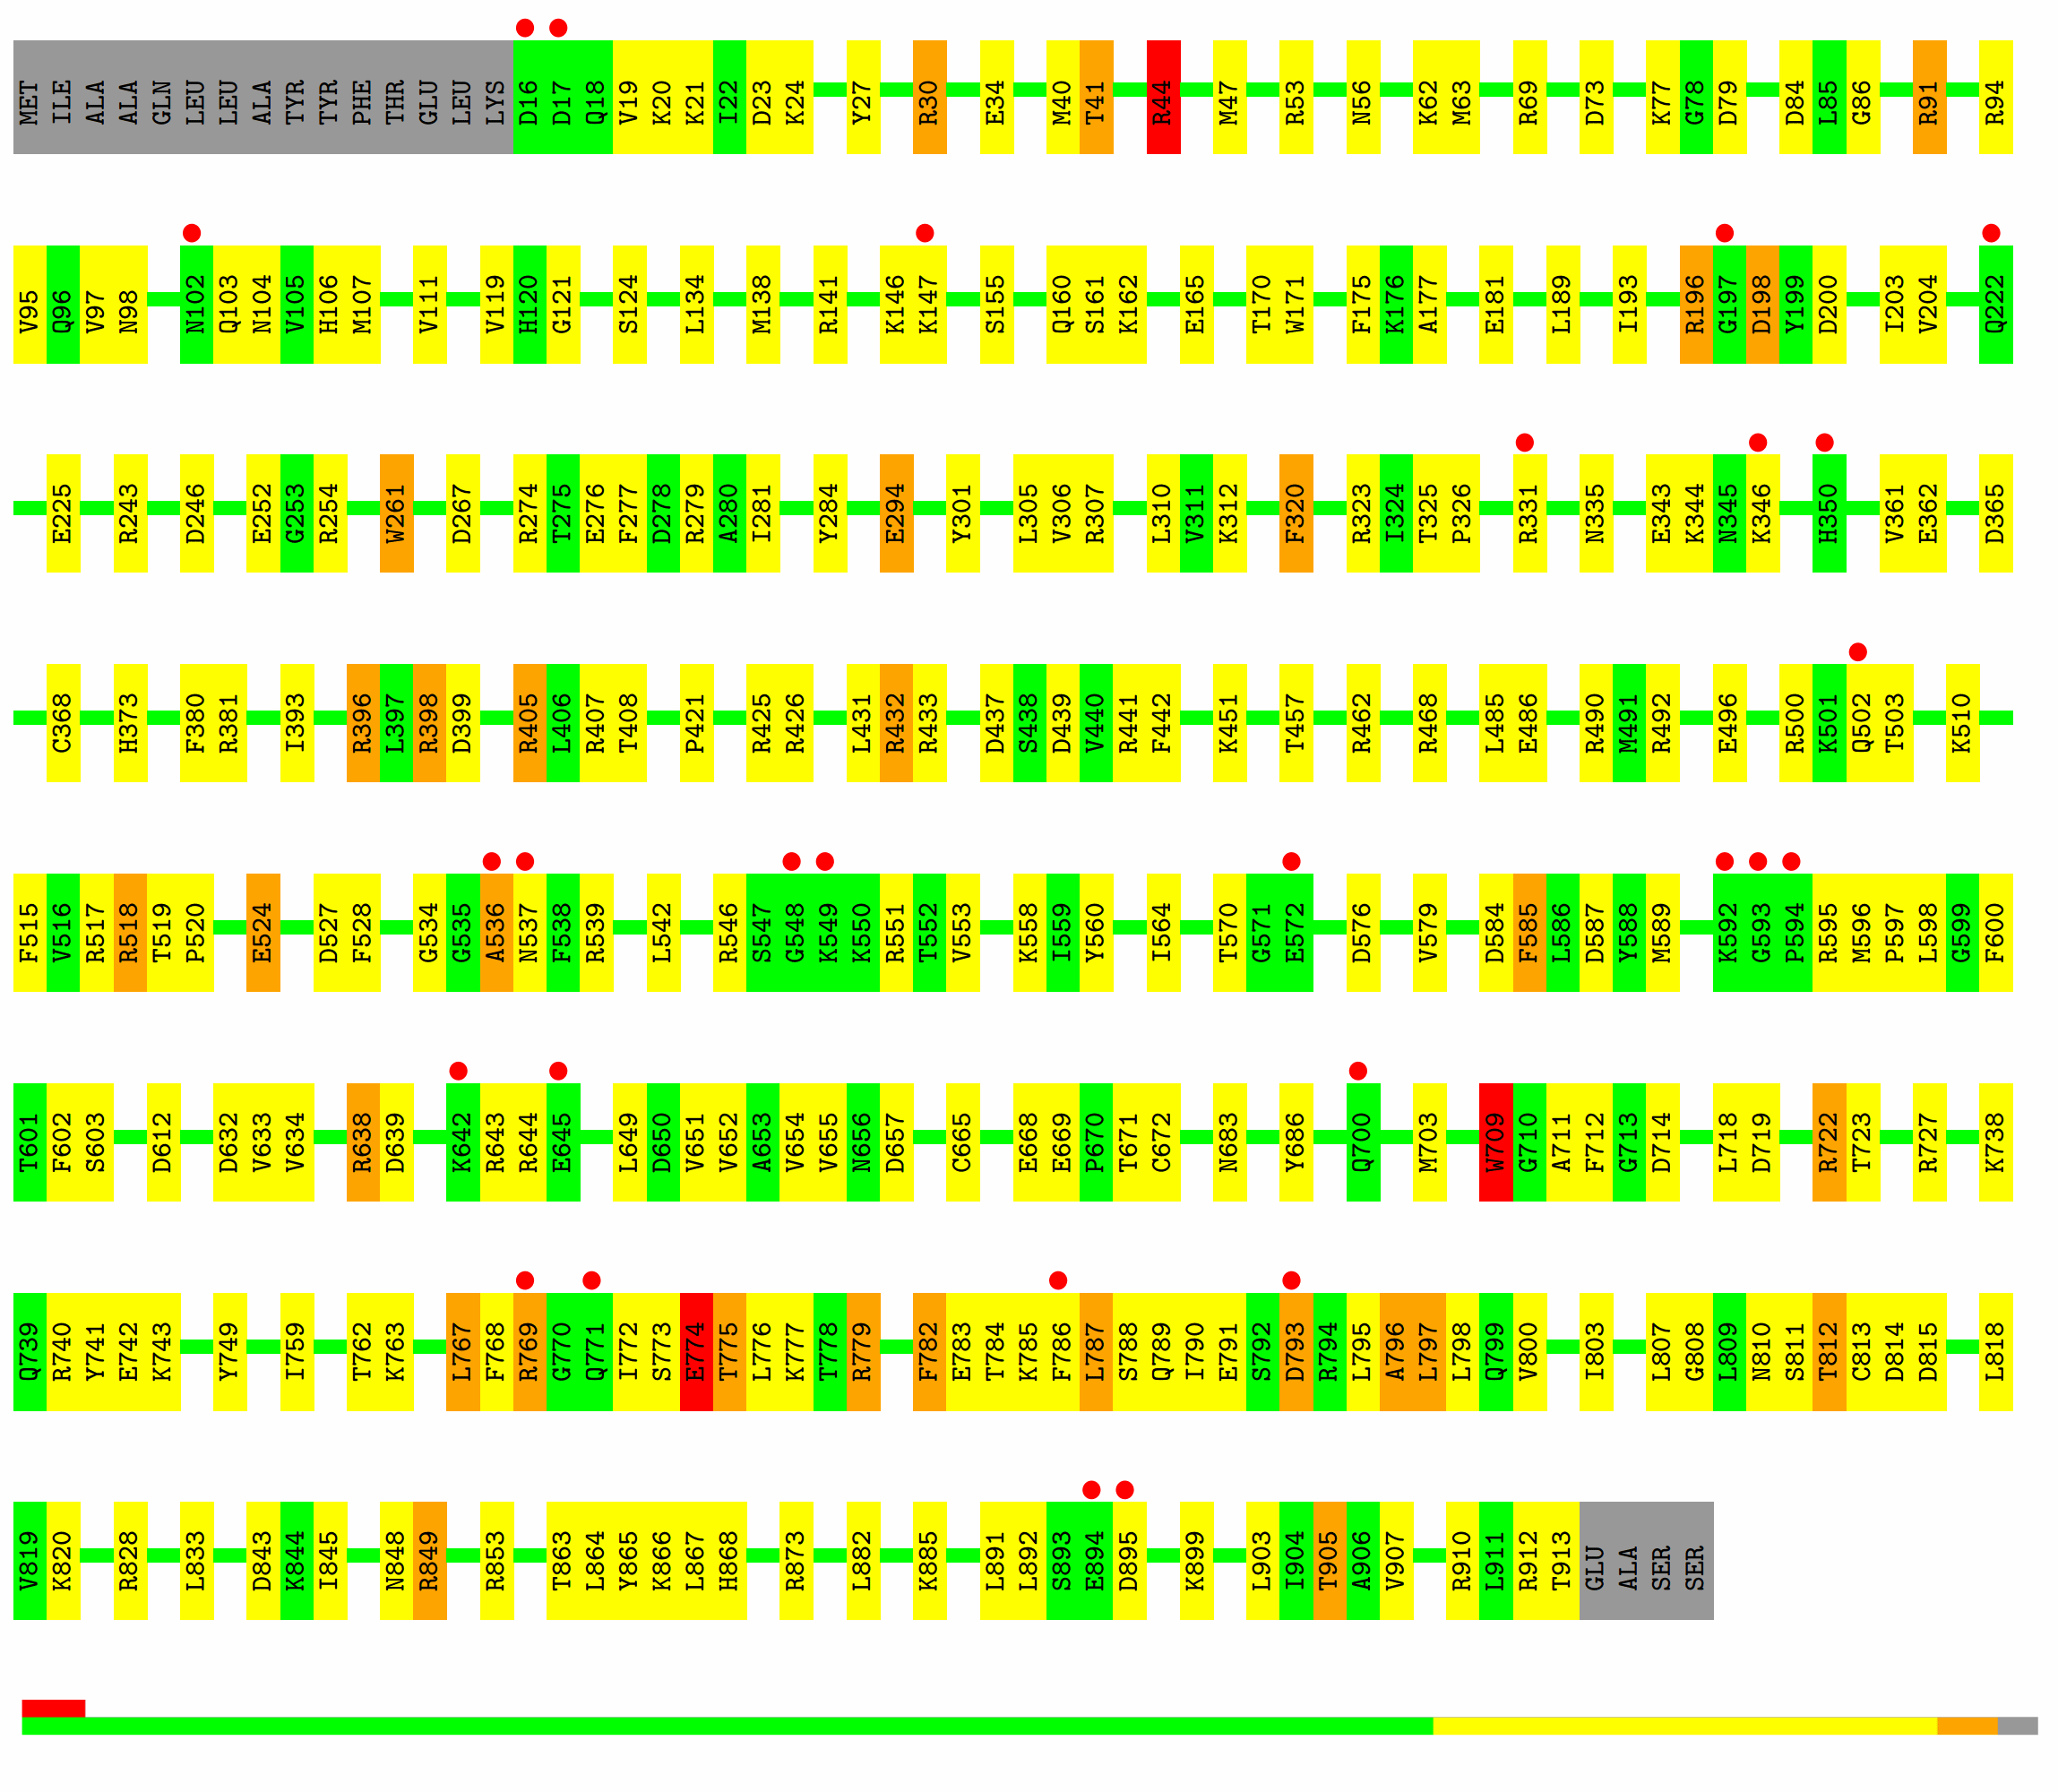 MET ILE ALA ALA GLN LEU LEU ALA TYR TYR PHE THR GLU LEU LYS D16 D17 Q18 V19 K20 K21 I22 D23 K24 Y27 R30 E34 M40 T41 R44 M47 R53 N56 K62 M63 R69 D73 K77 G78 D79 D84 L85 G86 R91 R94
V95 Q96 V97 N98 N102 Q103 N104 V105 H106 M107 V111 V119 H120 G121 S124 L134 M138 R141 K146 K147 S155 Q160 S161 K162 E165 T170 W171 F175 K176 A177 E181 L189 I193 R196 G197 D198 Y199 D200 I203 V204 Q222
E225 R243 D246 E252 G253 R254 W261 D267 R274 T275 E276 F277 D278 R279 A280 I281 Y284 E294 Y301 L305 V306 R307 L310 V311 K312 F320 R323 I324 T325 P326 R331 N335 E343 K344 N345 K346 H350 V361 E362 D365
C368 H373 F380 R381 I393 R396 L397 R398 D399 R405 L406 R407 T408 P421 R425 R426 L431 R432 R433 D437 S438 D439 V440 R441 F442 K451 T457 R462 R468 L485 E486 R490 M491 R492 E496 R500 K501 Q502 T503 K510
F515 V516 R517 R518 T519 P520 E524 D527 F528 G534 G535 A536 N537 F538 R539 L542 R546 S547 G548 K549 K550 R551 T552 V553 K558 I559 Y560 I564 T570 G571 E572 D576 V579 D584 F585 L586 D587 Y588 M589 K592 G593 P594 R595 M596 P597 L598 G599 F600
T601 F602 S603 D612 D632 V633 V634 R638 D639 K642 R643 R644 E645 L649 D650 V651 V652 A653 V654 V655 N656 D657 C665 E668 E669 P670 T671 C672 N683 Y686 Q700 M703 W709 G710 A711 F712 G713 D714 L718 D719 R722 T723 R727 K738
Q739 R740 Y741 E742 K743 Y749 I759 T762 K763 L767 F768 R769 G770 Q771 I772 S773 E774 T775 L776 K777 T778 R779 F782 E783 T784 K785 F786 L787 S788 Q789 I790 E791 S792 D793 R794 L795 A796 L797 L798 Q799 V800 I803 L807 G808 L809 N810 S811 T812 C813 D814 D815 L818
V819 K820 R828 L833 D843 K844 I845 N848 R849 R853 T863 L864 Y865 K866 L867 H868 R873 L882 K885 L891 L892 S893 E894 D895 K899 L903 I904 T905 A906 V907 R910 L911 R912 T913 GLU ALA SER SER